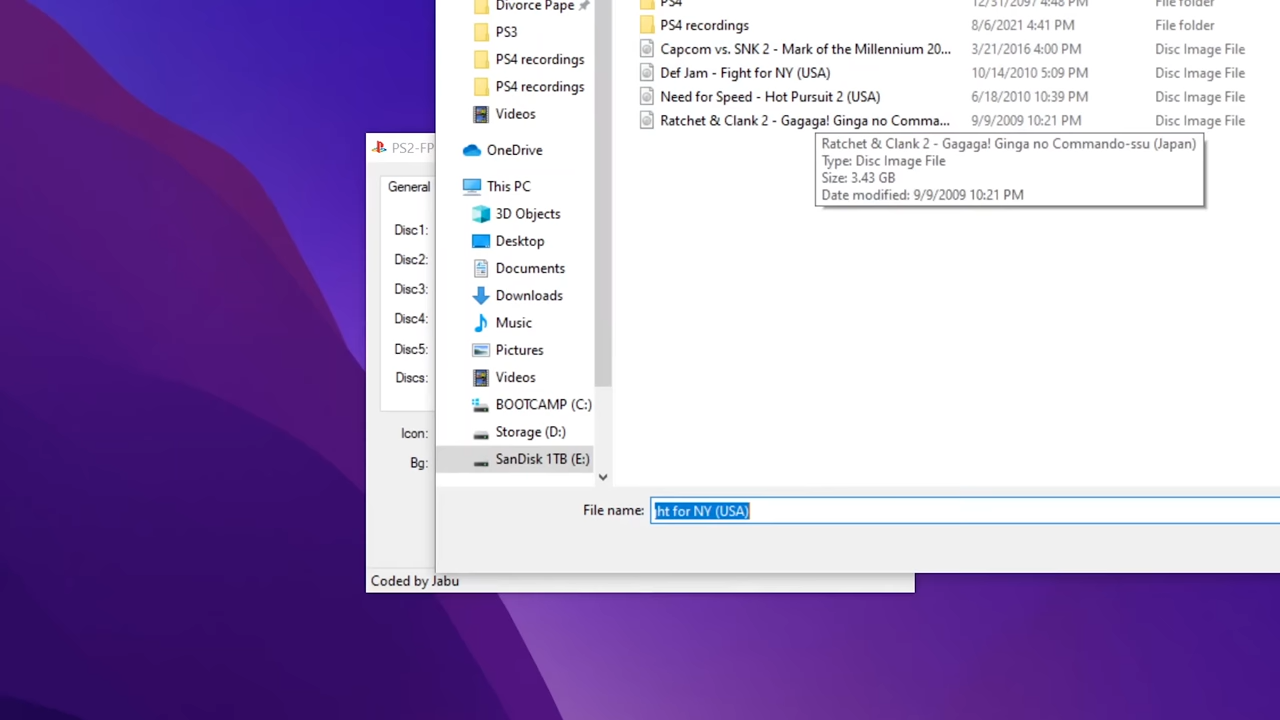 Divorce Pape
PS3
PS4 recordings
PS4 recordings
Videos
OneDrive
This PC
3D Objects
Desktop
Documents
Downloads
Music
Pictures
Videos
BOOTCAMP (C:)
Storage (D:)
SanDisk 1TB (E:)
PS4 12/31/2097 4:48 PM File folder
PS4 recordings 8/6/2021 4:41 PM File folder
Capcom vs. SNK 2 - Mark of the Millennium 20... 3/21/2016 4:00 PM Disc Image File
Def Jam - Fight for NY (USA) 10/14/2010 5:09 PM Disc Image File
Need for Speed - Hot Pursuit 2 (USA) 6/18/2010 10:39 PM Disc Image File
Ratchet & Clank 2 - Gagaga! Ginga no Comma... 9/9/2009 10:21 PM Disc Image File
Ratchet & Clank 2 - Gagaga! Ginga no Commando-ssu (Japan)
Type: Disc Image File
Size: 3.43 GB
Date modified: 9/9/2009 10:21 PM
File name: ht for NY (USA)
PS2-FP
General
Disc1:
Disc2:
Disc3:
Disc4:
Disc5:
Discs:
Icon:
Bg:
Coded by Jabu